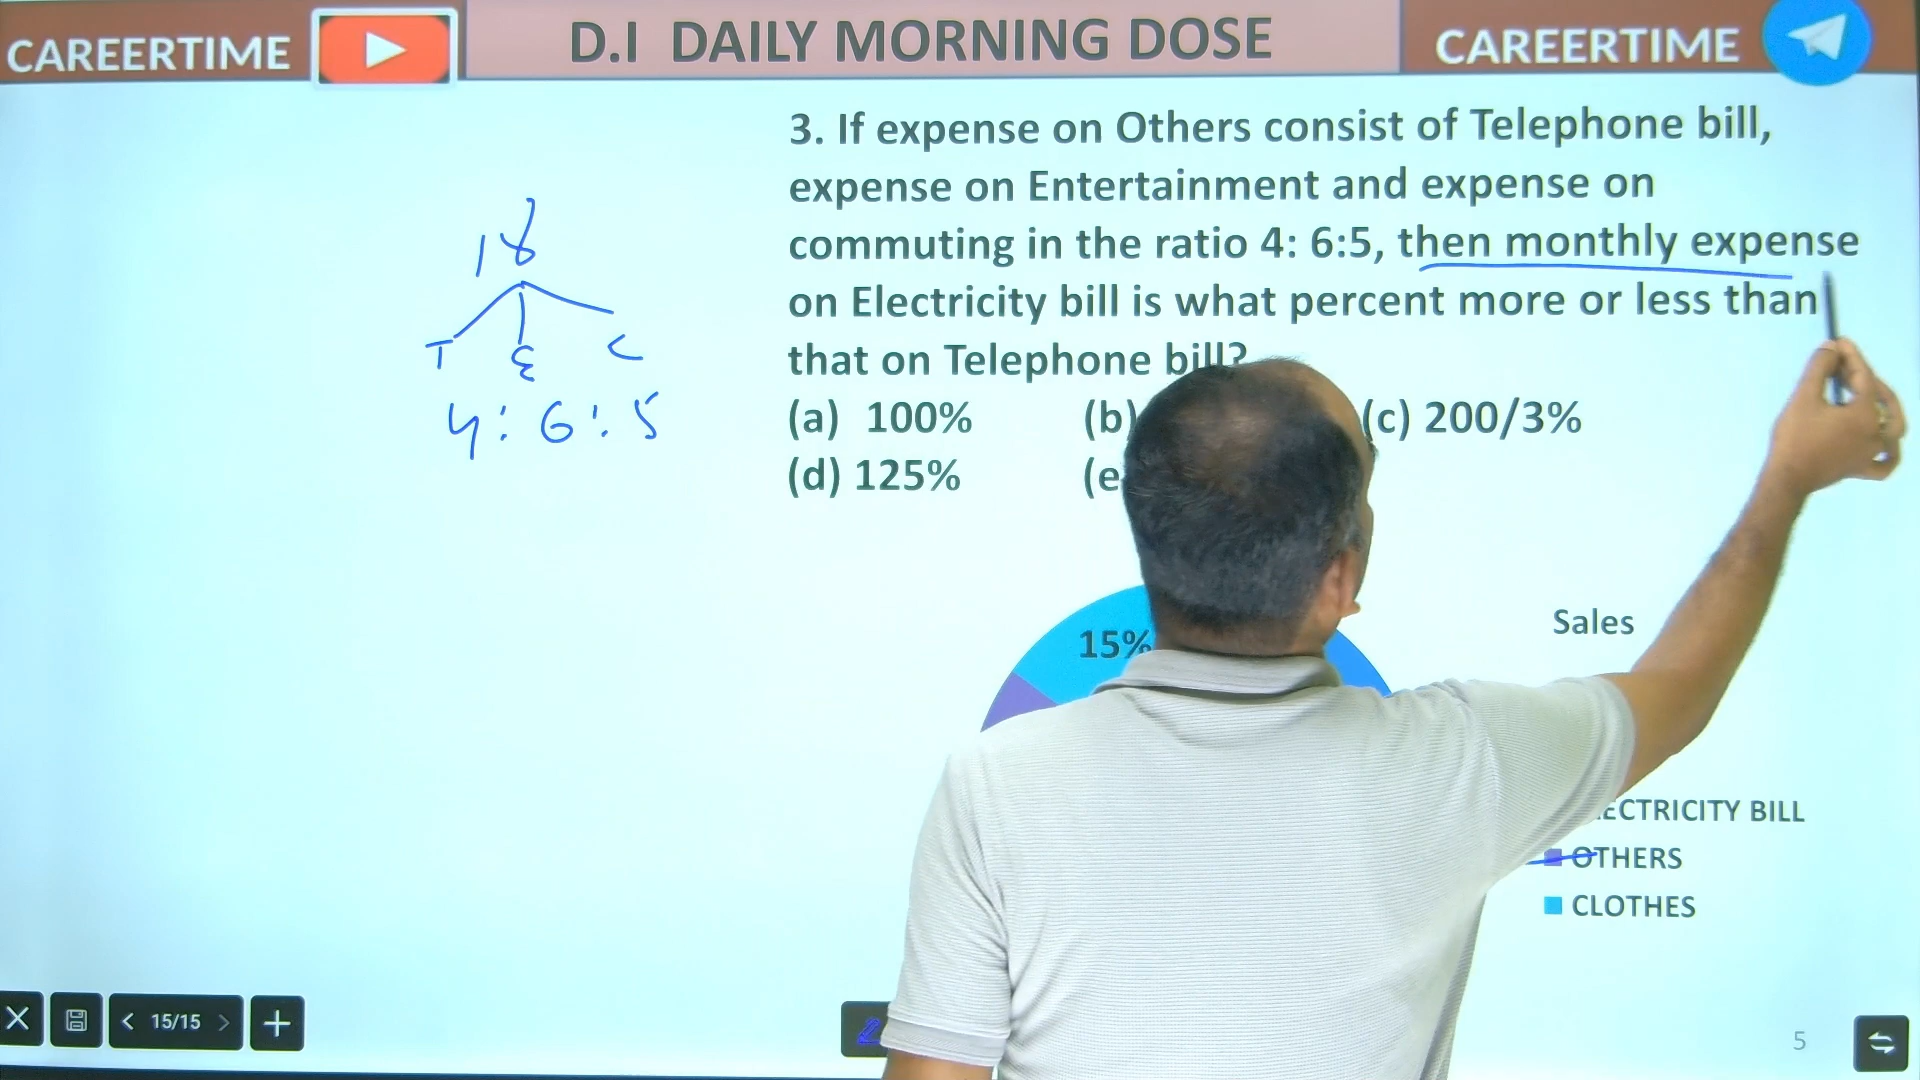 CAREERTIME
D.I DAILY MORNING DOSE
CAREERTIME
3. If expense on Others consist of Telephone bill,
expense on Entertainment and expense on
commuting in the ratio 4: 6:5, then monthly expense
on Electricity bill is what percent more or less than
that on Telephone bill?
(a) 100% (b) (c) 200/3%
(d) 125% (e
18
T E C
4 : 6 : 5
15%
Sales
ECTRICITY BILL
OTHERS
CLOTHES
15/15
5